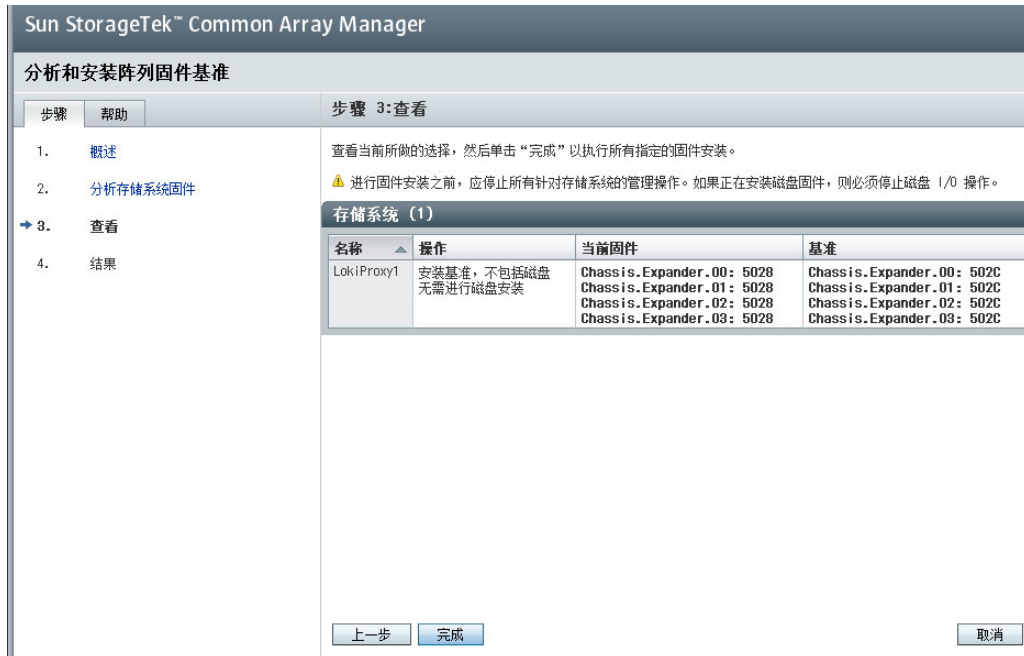 Sun StorageTek™ Common Array Manager
分析和安装阵列固件基准
步骤 帮助
1. 概述
2. 分析存储系统固件
3. 查看
4. 结果
步骤 3:查看
查看当前所做的选择，然后单击“完成”以执行所有指定的固件安装。
进行固件安装之前，应停止所有针对存储系统的管理操作。如果正在安装磁盘固件，则必须停止磁盘 I/O 操作。
存储系统 (1)
名称 操作 当前固件 基准
LokiProxy1 安装基准，不包括磁盘 Chassis.Expander.00: 5028 Chassis.Expander.00: 502C
无需进行磁盘安装 Chassis.Expander.01: 5028 Chassis.Expander.01: 502C
Chassis.Expander.02: 5028 Chassis.Expander.02: 502C
Chassis.Expander.03: 5028 Chassis.Expander.03: 502C
上一步 完成 取消